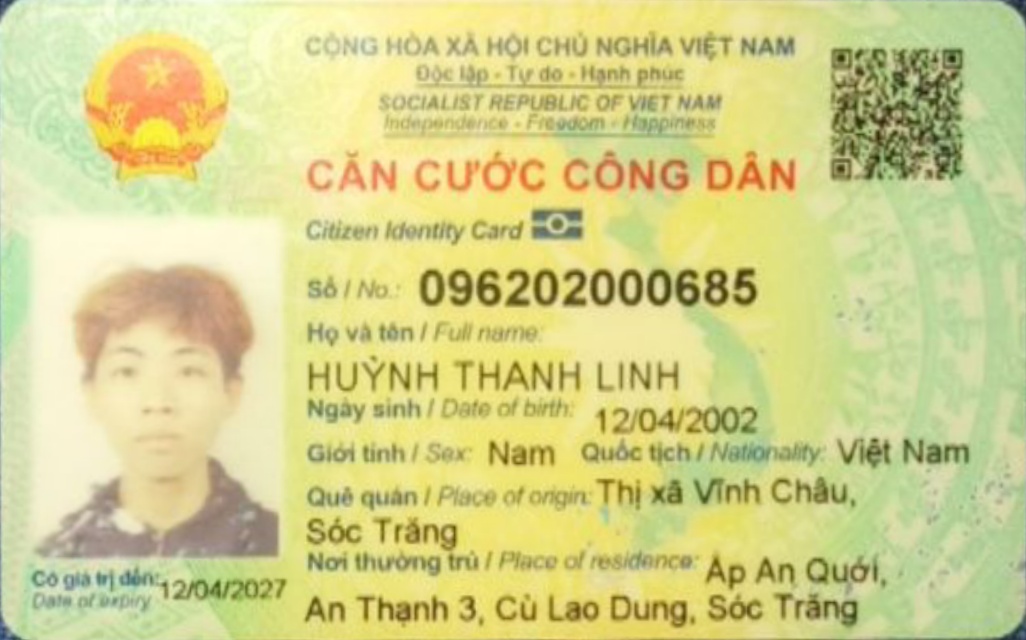 CỘNG HÒA XÃ HỘI CHỦ NGHĨA VIỆT NAM
Độc lập - Tự do - Hạnh phúc
SOCIALIST REPUBLIC OF VIET NAM
Independence - Freedom - Happiness
CĂN CƯỚC CÔNG DÂN
Citizen Identity Card
Số / No.: 096202000685
Họ và tên / Full name:
HUỲNH THANH LINH
Ngày sinh / Date of birth: 12/04/2002
Giới tính / Sex: Nam Quốc tịch / Nationality: Việt Nam
Quê quán / Place of origin: Thị xã Vĩnh Châu,
Sóc Trăng
Nơi thường trú / Place of residence: Ấp An Quới,
An Thạnh 3, Cù Lao Dung, Sóc Trăng
Có giá trị đến: 12/04/2027
Date of expiry